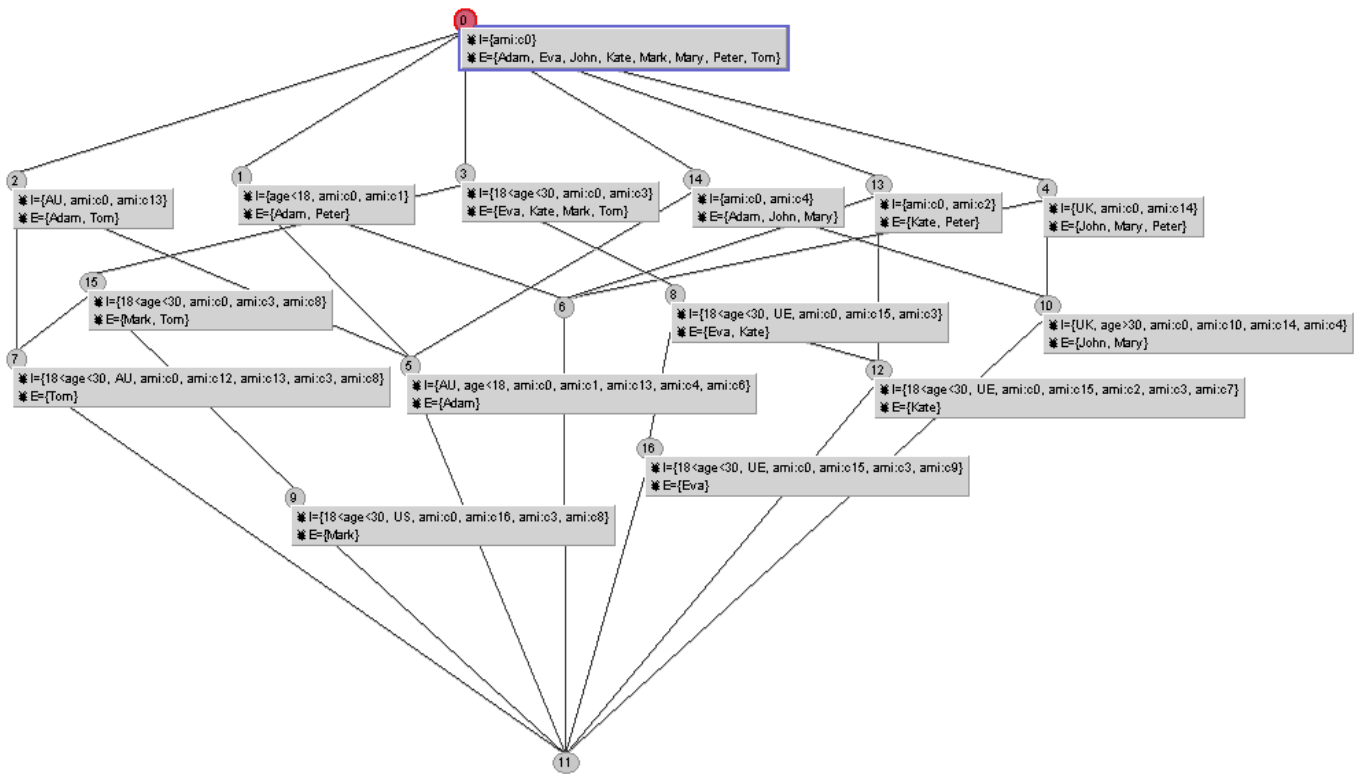 0
I={ami:c0}
E={Adam, Eva, John, Kate, Mark, Mary, Peter, Tom}
2
I={AU, ami:c0, ami:c13}
E={Adam, Tom}
1
I={age<18, ami:c0, ami:c1}
E={Adam, Peter}
3
I={18<age<30, ami:c0, ami:c3}
E={Eva, Kate, Mark, Tom}
14
I={ami:c0, ami:c4}
E={Adam, John, Mary}
13
I={ami:c0, ami:c2}
E={Kate, Peter}
4
I={UK, ami:c0, ami:c14}
E={John, Mary, Peter}
15
I={18<age<30, ami:c0, ami:c3, ami:c8}
E={Mark, Tom}
6
8
I={18<age<30, UE, ami:c0, ami:c15, ami:c3}
E={Eva, Kate}
10
I={UK, age>30, ami:c0, ami:c10, ami:c14, ami:c4}
E={John, Mary}
7
I={18<age<30, AU, ami:c0, ami:c12, ami:c13, ami:c3, ami:c8}
E={Tom}
5
I={AU, age<18, ami:c0, ami:c1, ami:c13, ami:c4, ami:c6}
E={Adam}
12
I={18<age<30, UE, ami:c0, ami:c15, ami:c2, ami:c3, ami:c7}
E={Kate}
16
I={18<age<30, UE, ami:c0, ami:c15, ami:c3, ami:c9}
E={Eva}
9
I={18<age<30, US, ami:c0, ami:c16, ami:c3, ami:c8}
E={Mark}
11